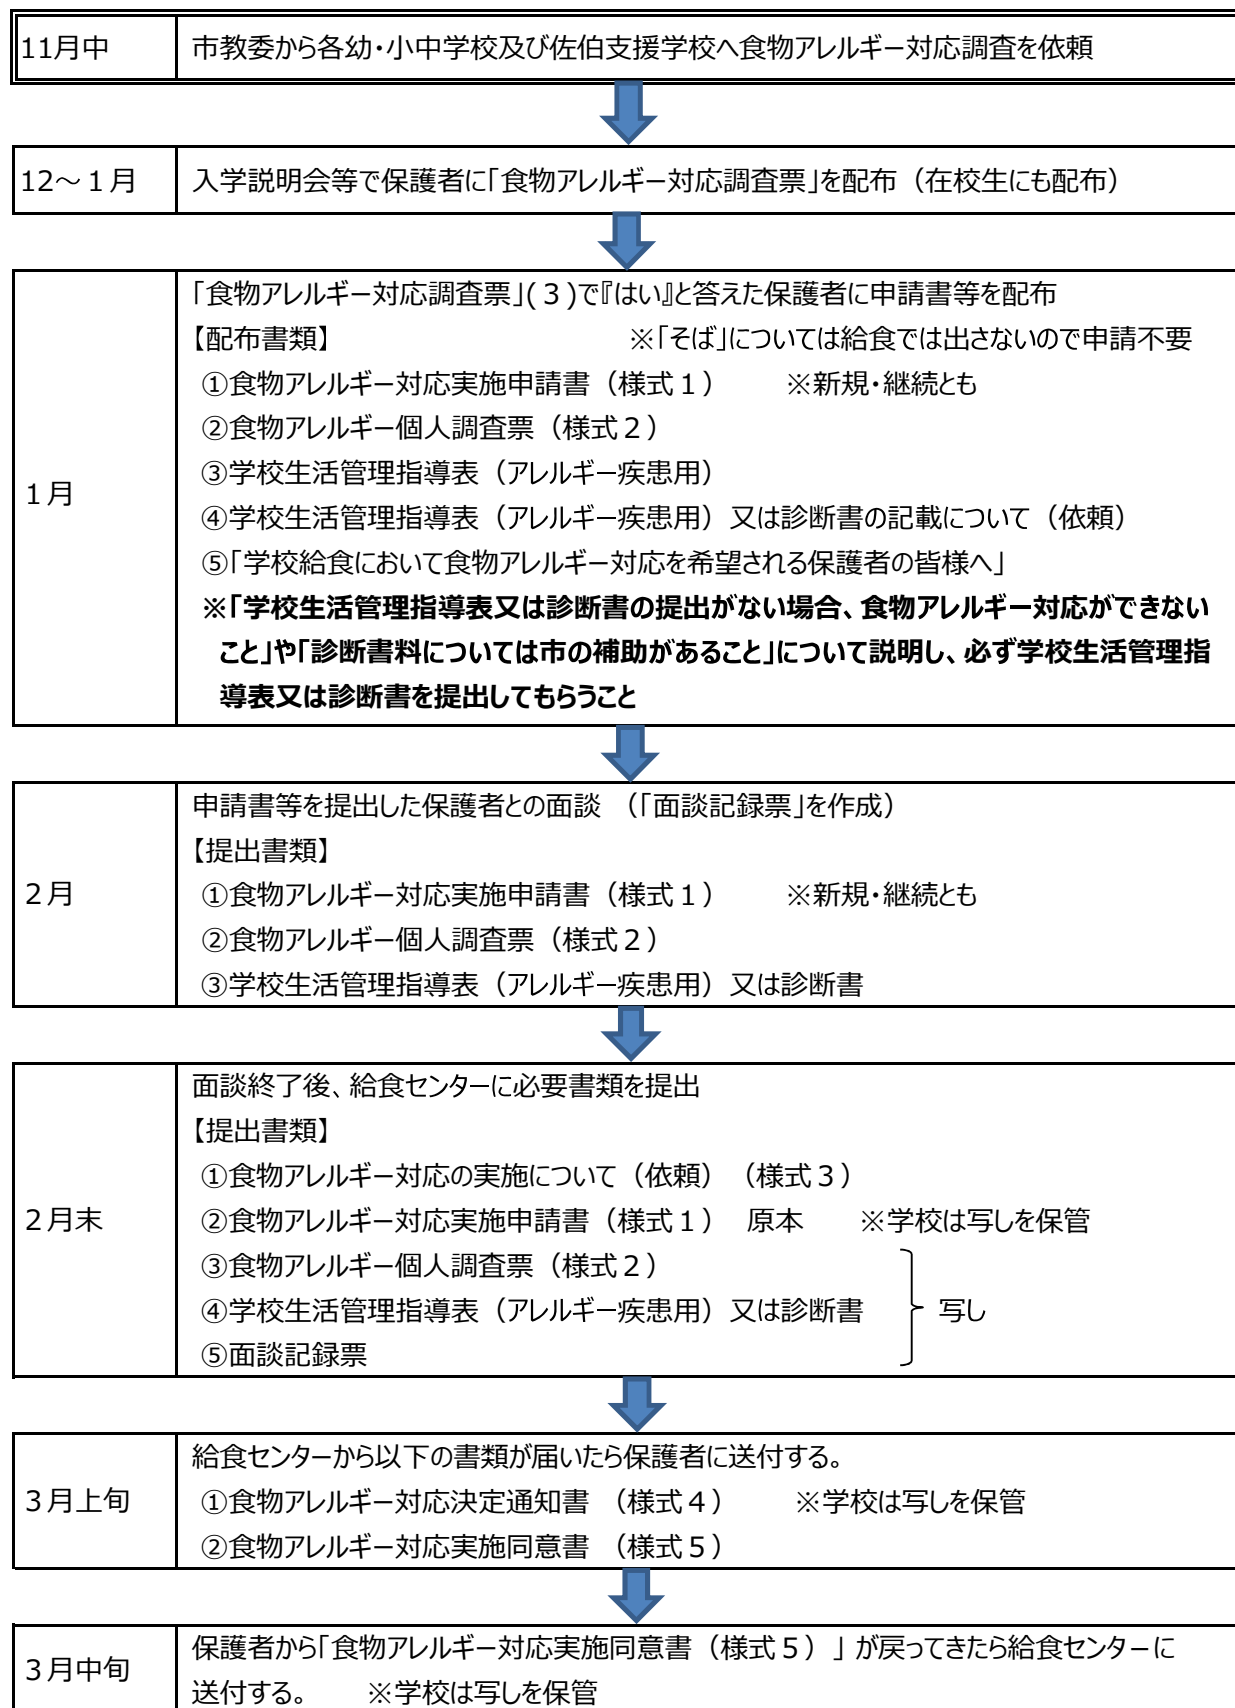 11月中 市教委から各幼・小中学校及び佐伯支援学校へ食物アレルギー対応調査を依頼
12～１月 入学説明会等で保護者に「食物アレルギー対応調査票」を配布（在校生にも配布）
１月
「食物アレルギー対応調査票」(３)で『はい』と答えた保護者に申請書等を配布
【配布書類】 ※「そば」については給食では出さないので申請不要
①食物アレルギー対応実施申請書（様式１） ※新規・継続とも
②食物アレルギー個人調査票（様式２）
③学校生活管理指導表（アレルギー疾患用）
④学校生活管理指導表（アレルギー疾患用）又は診断書の記載について（依頼）
⑤「学校給食において食物アレルギー対応を希望される保護者の皆様へ」
※「学校生活管理指導表又は診断書の提出がない場合、食物アレルギー対応ができない
こと」や「診断書料については市の補助があること」について説明し、必ず学校生活管理指
導表又は診断書を提出してもらうこと
２月
申請書等を提出した保護者との面談 （「面談記録票」を作成）
【提出書類】
①食物アレルギー対応実施申請書（様式１） ※新規・継続とも
②食物アレルギー個人調査票（様式２）
③学校生活管理指導表（アレルギー疾患用）又は診断書
２月末
面談終了後、給食センターに必要書類を提出
【提出書類】
①食物アレルギー対応の実施について（依頼）（様式３）
②食物アレルギー対応実施申請書（様式１） 原本 ※学校は写しを保管
③食物アレルギー個人調査票（様式２）
④学校生活管理指導表（アレルギー疾患用）又は診断書 写し
⑤面談記録票
３月上旬
給食センターから以下の書類が届いたら保護者に送付する。
①食物アレルギー対応決定通知書 （様式４） ※学校は写しを保管
②食物アレルギー対応実施同意書 （様式５）
３月中旬
保護者から「食物アレルギー対応実施同意書（様式５）」が戻ってきたら給食センターに
送付する。 ※学校は写しを保管